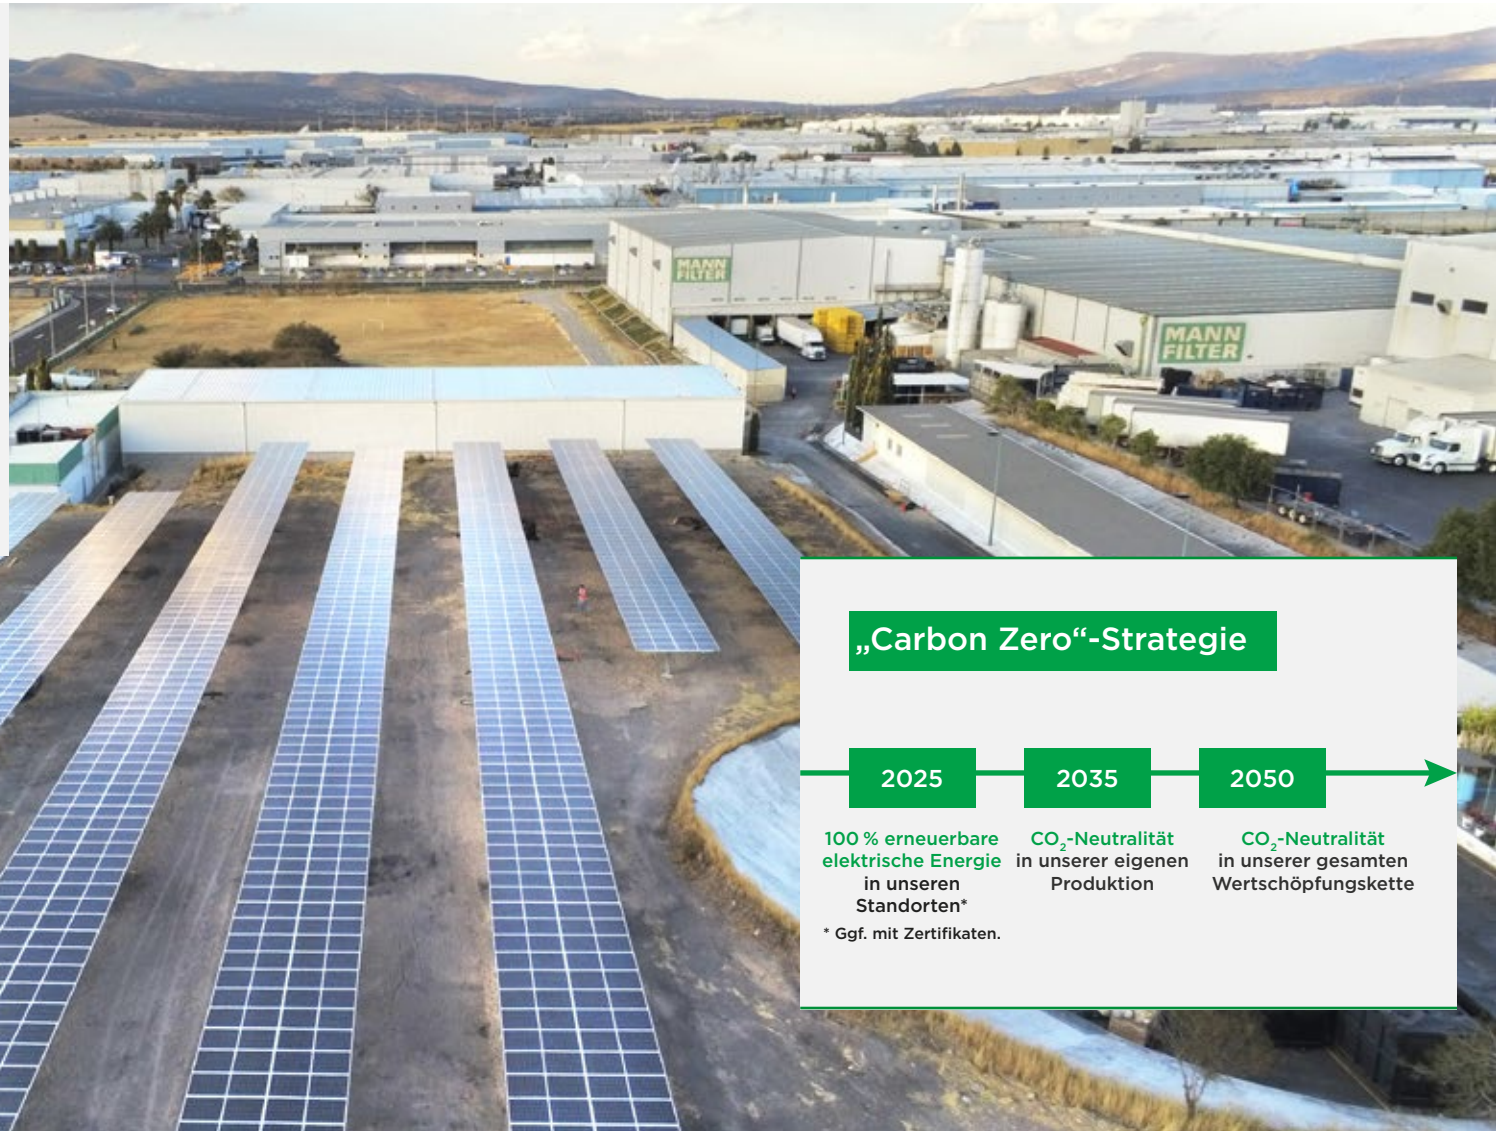 MANN
FILTER
MANN
FILTER
„Carbon Zero“-Strategie
2025
2035
2050
100 % erneuerbare
elektrische Energie
in unseren
Standorten*
* Ggf. mit Zertifikaten.
CO₂-Neutralität
in unserer eigenen
Produktion
CO₂-Neutralität
in unserer gesamten
Wertschöpfungskette